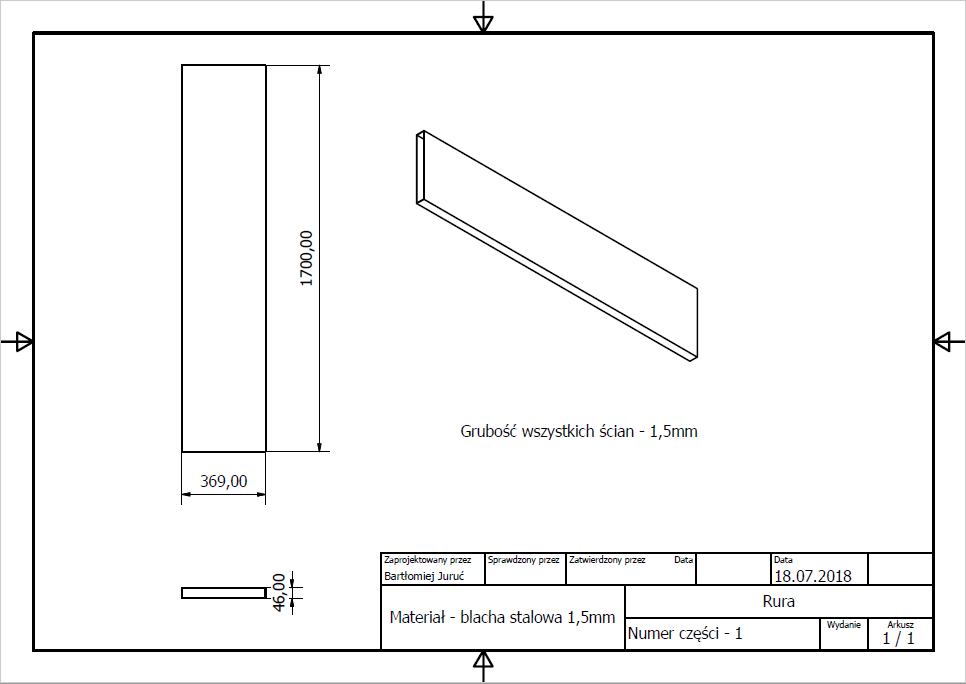 1700,00
Grubość wszystkich ścian - 1,5mm
369,00
46,00
Zaprojektowany przez
Bartłomiej Juruć
Sprawdzony przez
Zatwierdzony przez
Data
Data
18.07.2018
Materiał - blacha stalowa 1,5mm
Rura
Numer części - 1
Wydanie
Arkusz
1 / 1